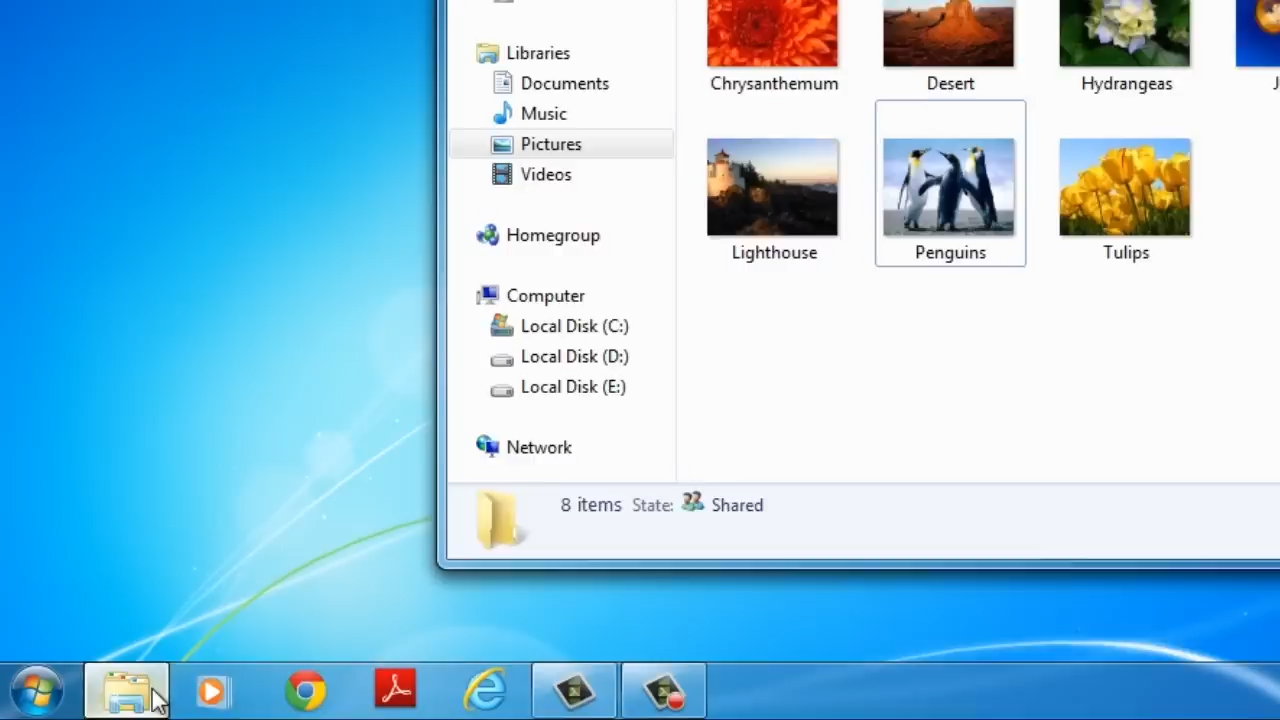 Libraries
Documents
Music
Pictures
Videos
Homegroup
Computer
Local Disk (C:)
Local Disk (D:)
Local Disk (E:)
Network
Chrysanthemum
Desert
Hydrangeas
Lighthouse
Penguins
Tulips
8 items State: Shared